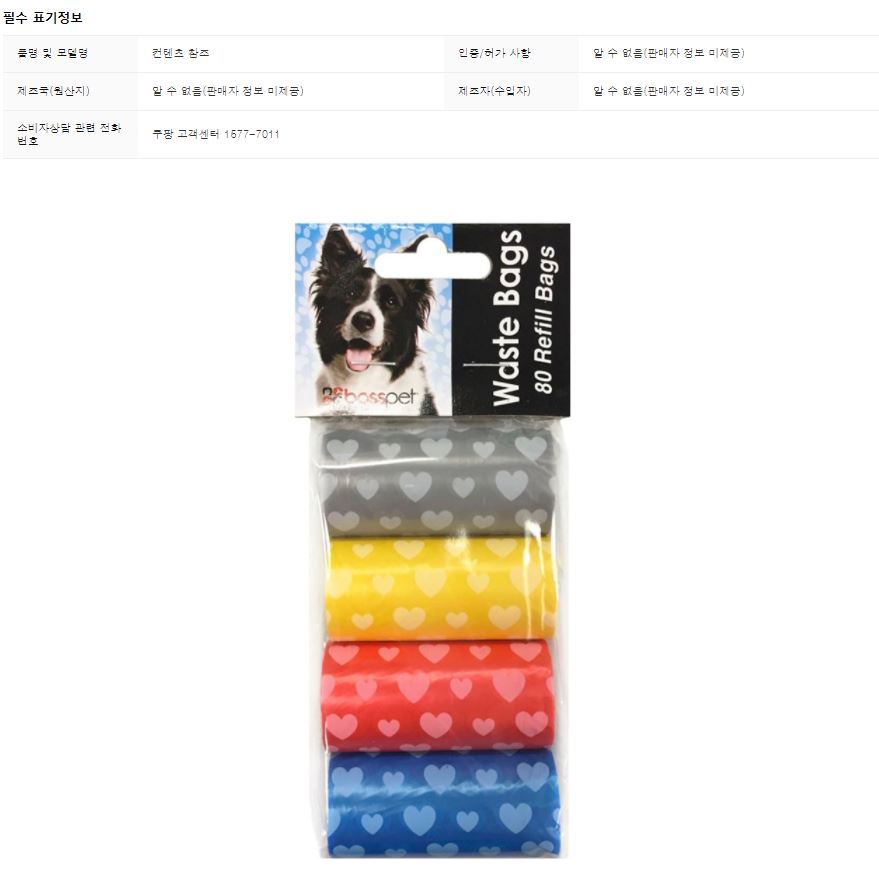 필수 표기정보
품명 및 모델명
컨텐츠 참조
인증/허가 사항
알 수 없음(판매자 정보 미제공)
제조국(원산지)
알 수 없음(판매자 정보 미제공)
제조자(수입자)
알 수 없음(판매자 정보 미제공)
소비자상담 관련 전화
번호
쿠팡 고객센터 1577-7011
Waste Bags
80 Refill Bags
bosspet